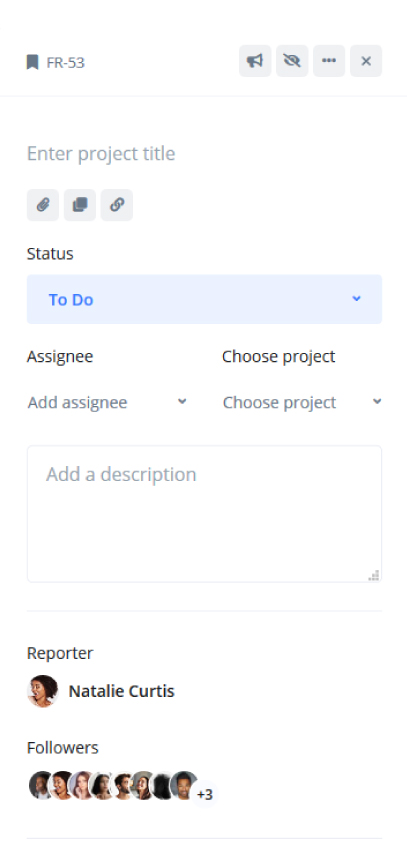 FR-53
Enter project title
Status
To Do
Assignee Choose project
Add assignee Choose project
Add a description
Reporter
Natalie Curtis
Followers
+3